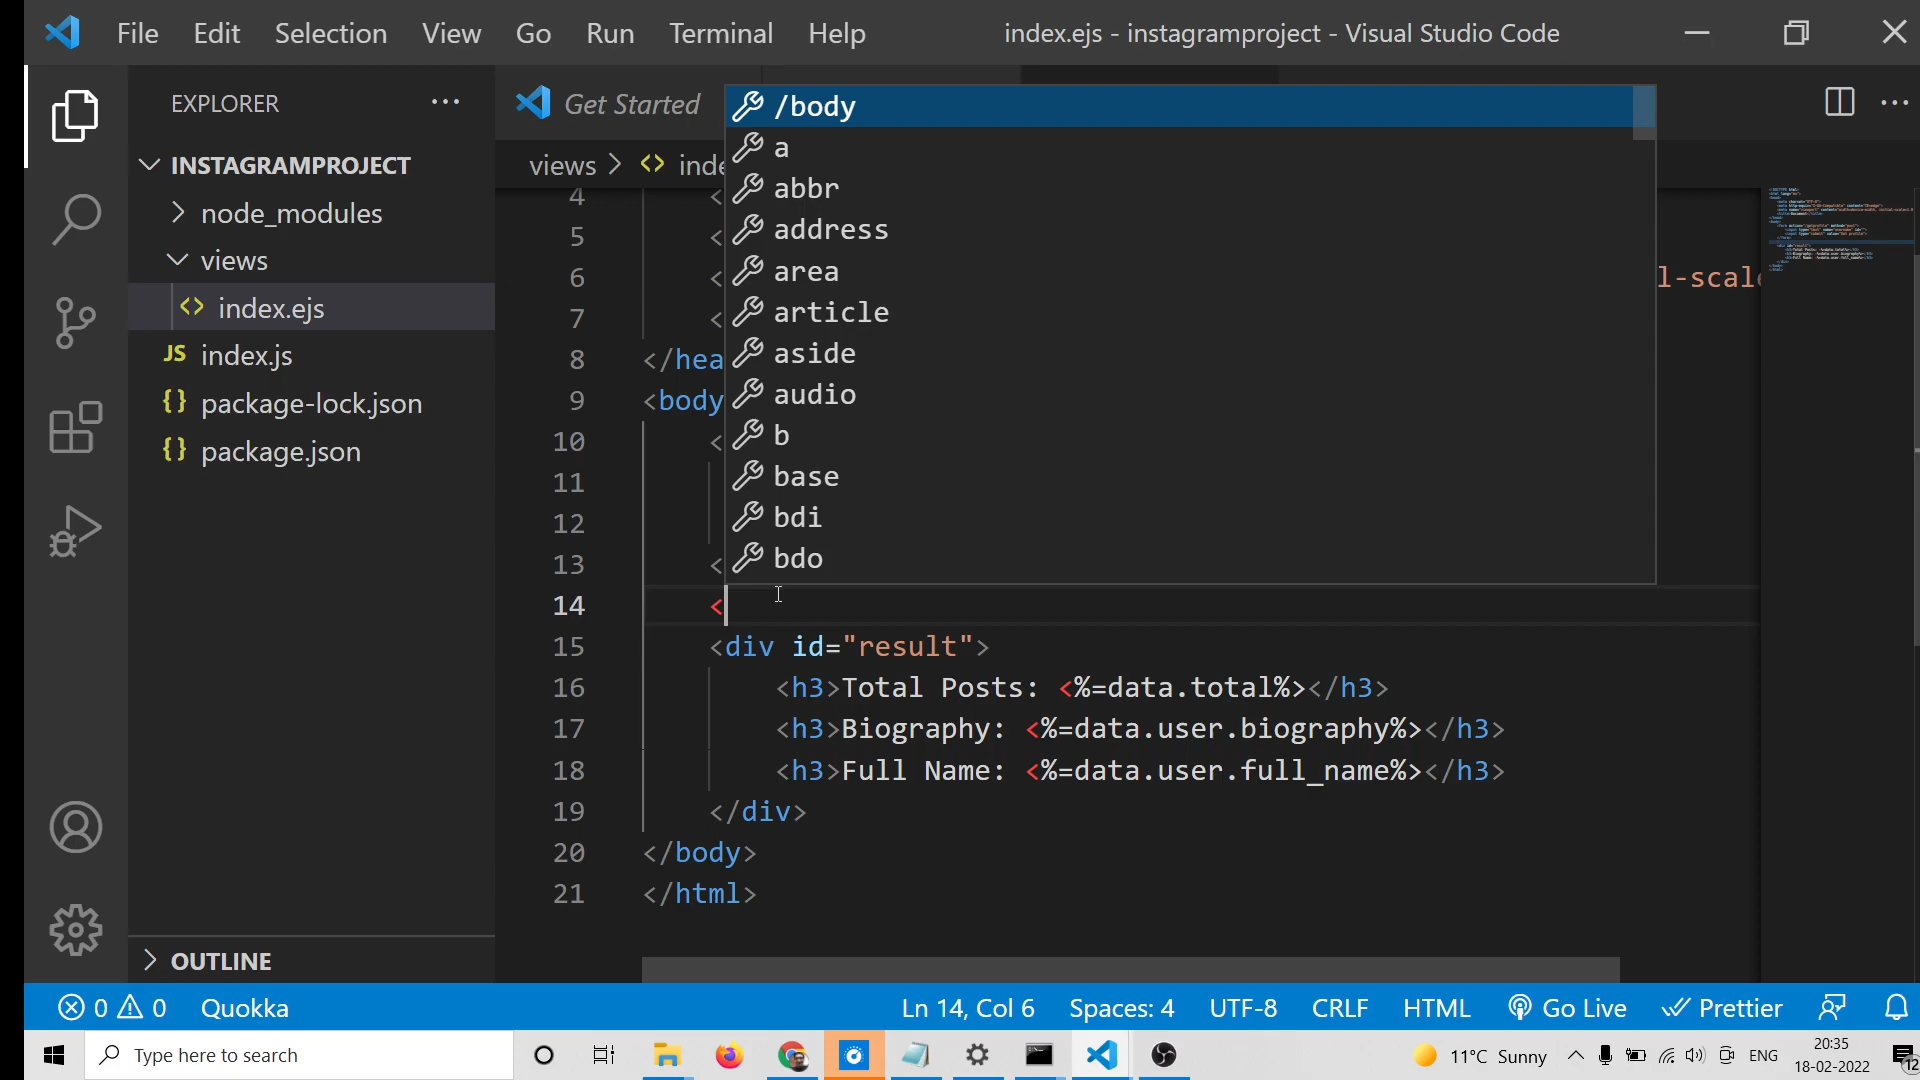 File Edit Selection View Go Run Terminal Help index.ejs - instagramproject - Visual Studio Code
EXPLORER ···
Get Started
INSTAGRAMPROJECT
node_modules
views
index.ejs
JS index.js
{} package-lock.json
{} package.json
OUTLINE
views > <> inde
/body
a
abbr
address
area
article
aside
audio
b
base
bdi
bdo
4 <
5 <
6 < l-scale
7 <
8 </hea
9 <body
10 <
11
12
13 <
14 <
15 <div id="result">
16 <h3>Total Posts: <%=data.total%></h3>
17 <h3>Biography: <%=data.user.biography%></h3>
18 <h3>Full Name: <%=data.user.full_name%></h3>
19 </div>
20 </body>
21 </html>
0 0 Quokka Ln 14, Col 6 Spaces: 4 UTF-8 CRLF HTML Go Live Prettier
Type here to search 11°C Sunny ENG 20:35
18-02-2022 12